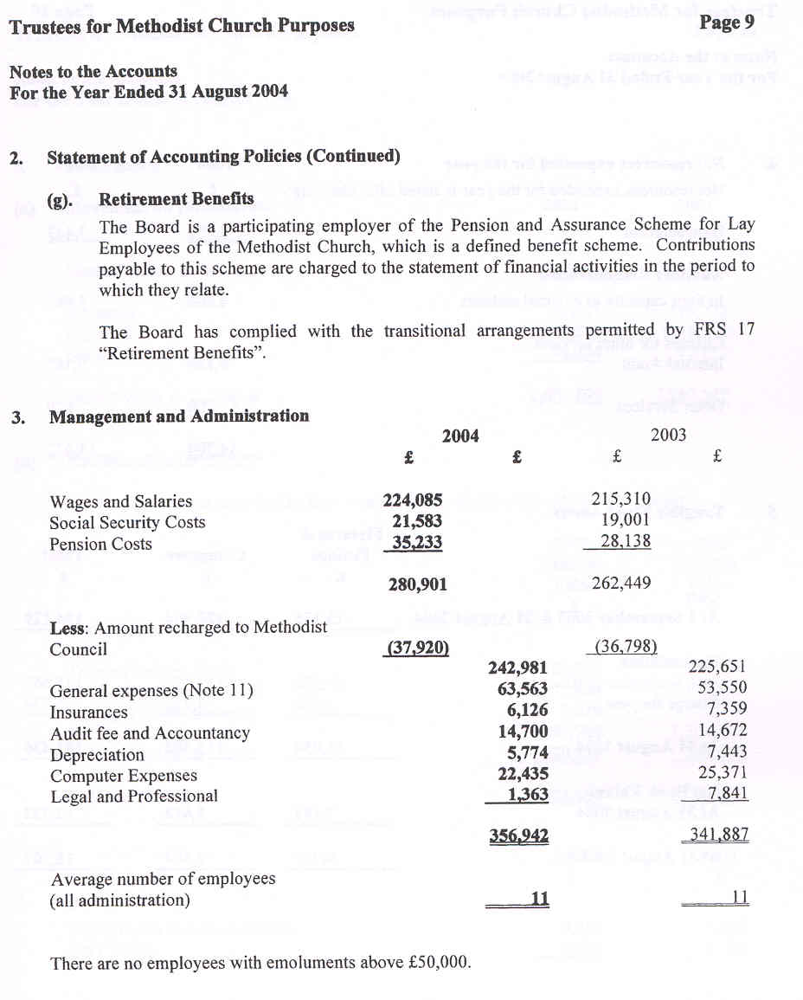 Trustees for Methodist Church Purposes Page 9
Notes to the Accounts
For the Year Ended 31 August 2004
2. Statement of Accounting Policies (Continued)
(g). Retirement Benefits
The Board is a participating employer of the Pension and Assurance Scheme for Lay
Employees of the Methodist Church, which is a defined benefit scheme. Contributions
payable to this scheme are charged to the statement of financial activities in the period to
which they relate.
The Board has complied with the transitional arrangements permitted by FRS 17
“Retirement Benefits”.
3. Management and Administration
2004 2003
£ £ £ £
Wages and Salaries 224,085 215,310
Social Security Costs 21,583 19,001
Pension Costs 35,233 28,138
280,901 262,449
Less: Amount recharged to Methodist
Council (37,920) (36,798)
242,981 225,651
General expenses (Note 11) 63,563 53,550
Insurances 6,126 7,359
Audit fee and Accountancy 14,700 14,672
Depreciation 5,774 7,443
Computer Expenses 22,435 25,371
Legal and Professional 1,363 7,841
356,942 341,887
Average number of employees
(all administration) 11 11
There are no employees with emoluments above £50,000.